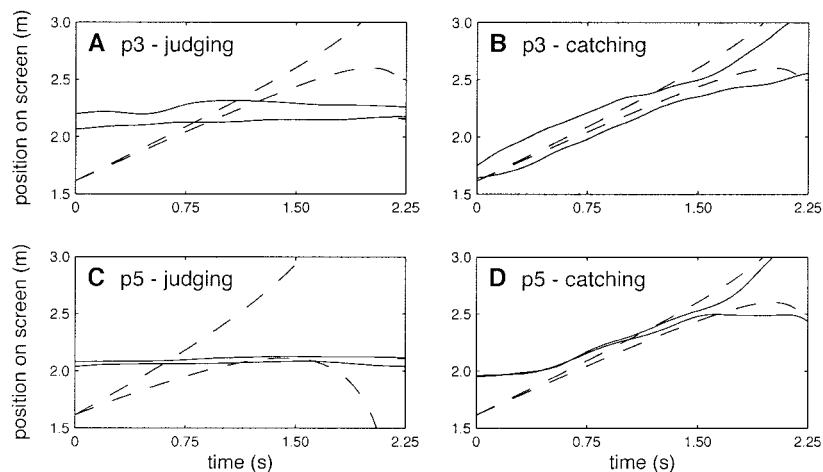 A p3 - judging
B p3 - catching
position on screen (m)
3.0
2.5
2.0
1.5
0 0.75 1.50 2.25
3.0
2.5
2.0
1.5
0 0.75 1.50 2.25
C p5 - judging
D p5 - catching
position on screen (m)
3.0
2.5
2.0
1.5
0 0.75 1.50 2.25
time (s)
3.0
2.5
2.0
1.5
0 0.75 1.50 2.25
time (s)